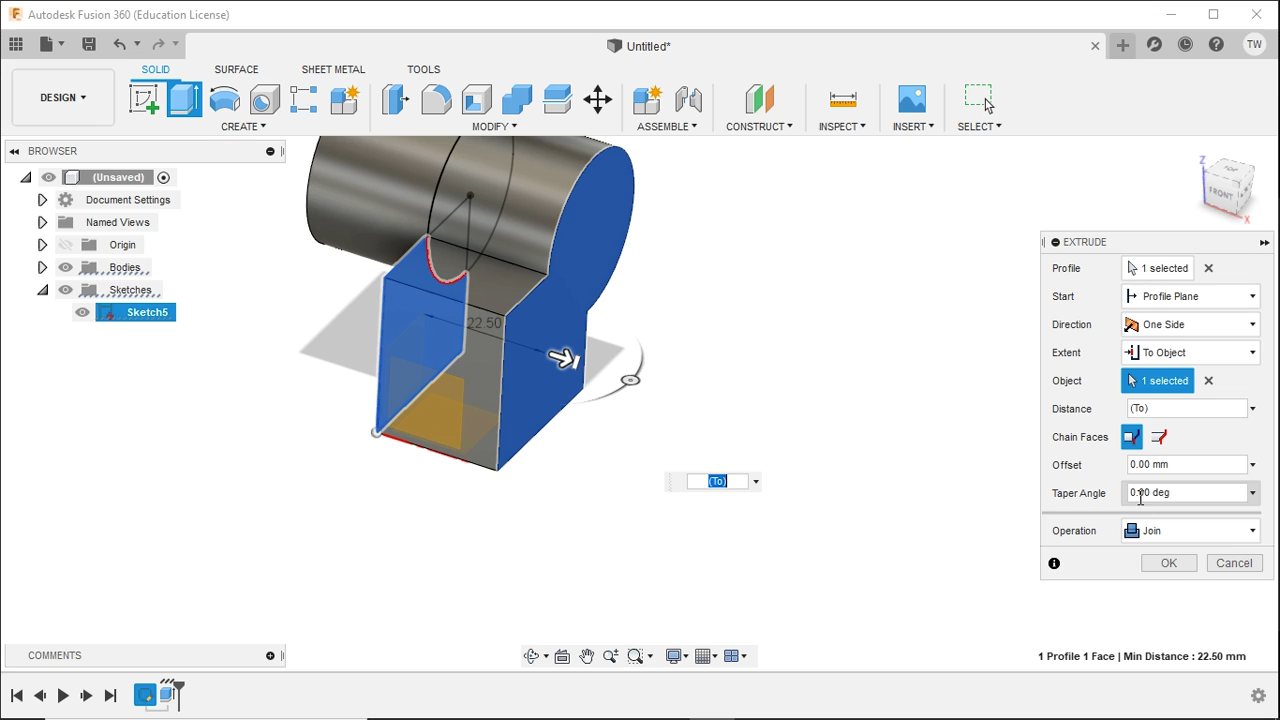 Autodesk Fusion 360 (Education License)
Untitled*
TW
DESIGN
SOLID SURFACE SHEET METAL TOOLS
CREATE MODIFY ASSEMBLE CONSTRUCT INSPECT INSERT SELECT
BROWSER
(Unsaved)
Document Settings
Named Views
Origin
Bodies
Sketches
Sketch5
22.50
(To)
Z
FRONT
X
EXTRUDE
Profile 1 selected
Start Profile Plane
Direction One Side
Extent To Object
Object 1 selected
Distance (To)
Chain Faces
Offset 0.00 mm
Taper Angle 0.00 deg
Operation Join
OK Cancel
COMMENTS
1 Profile 1 Face | Min Distance : 22.50 mm